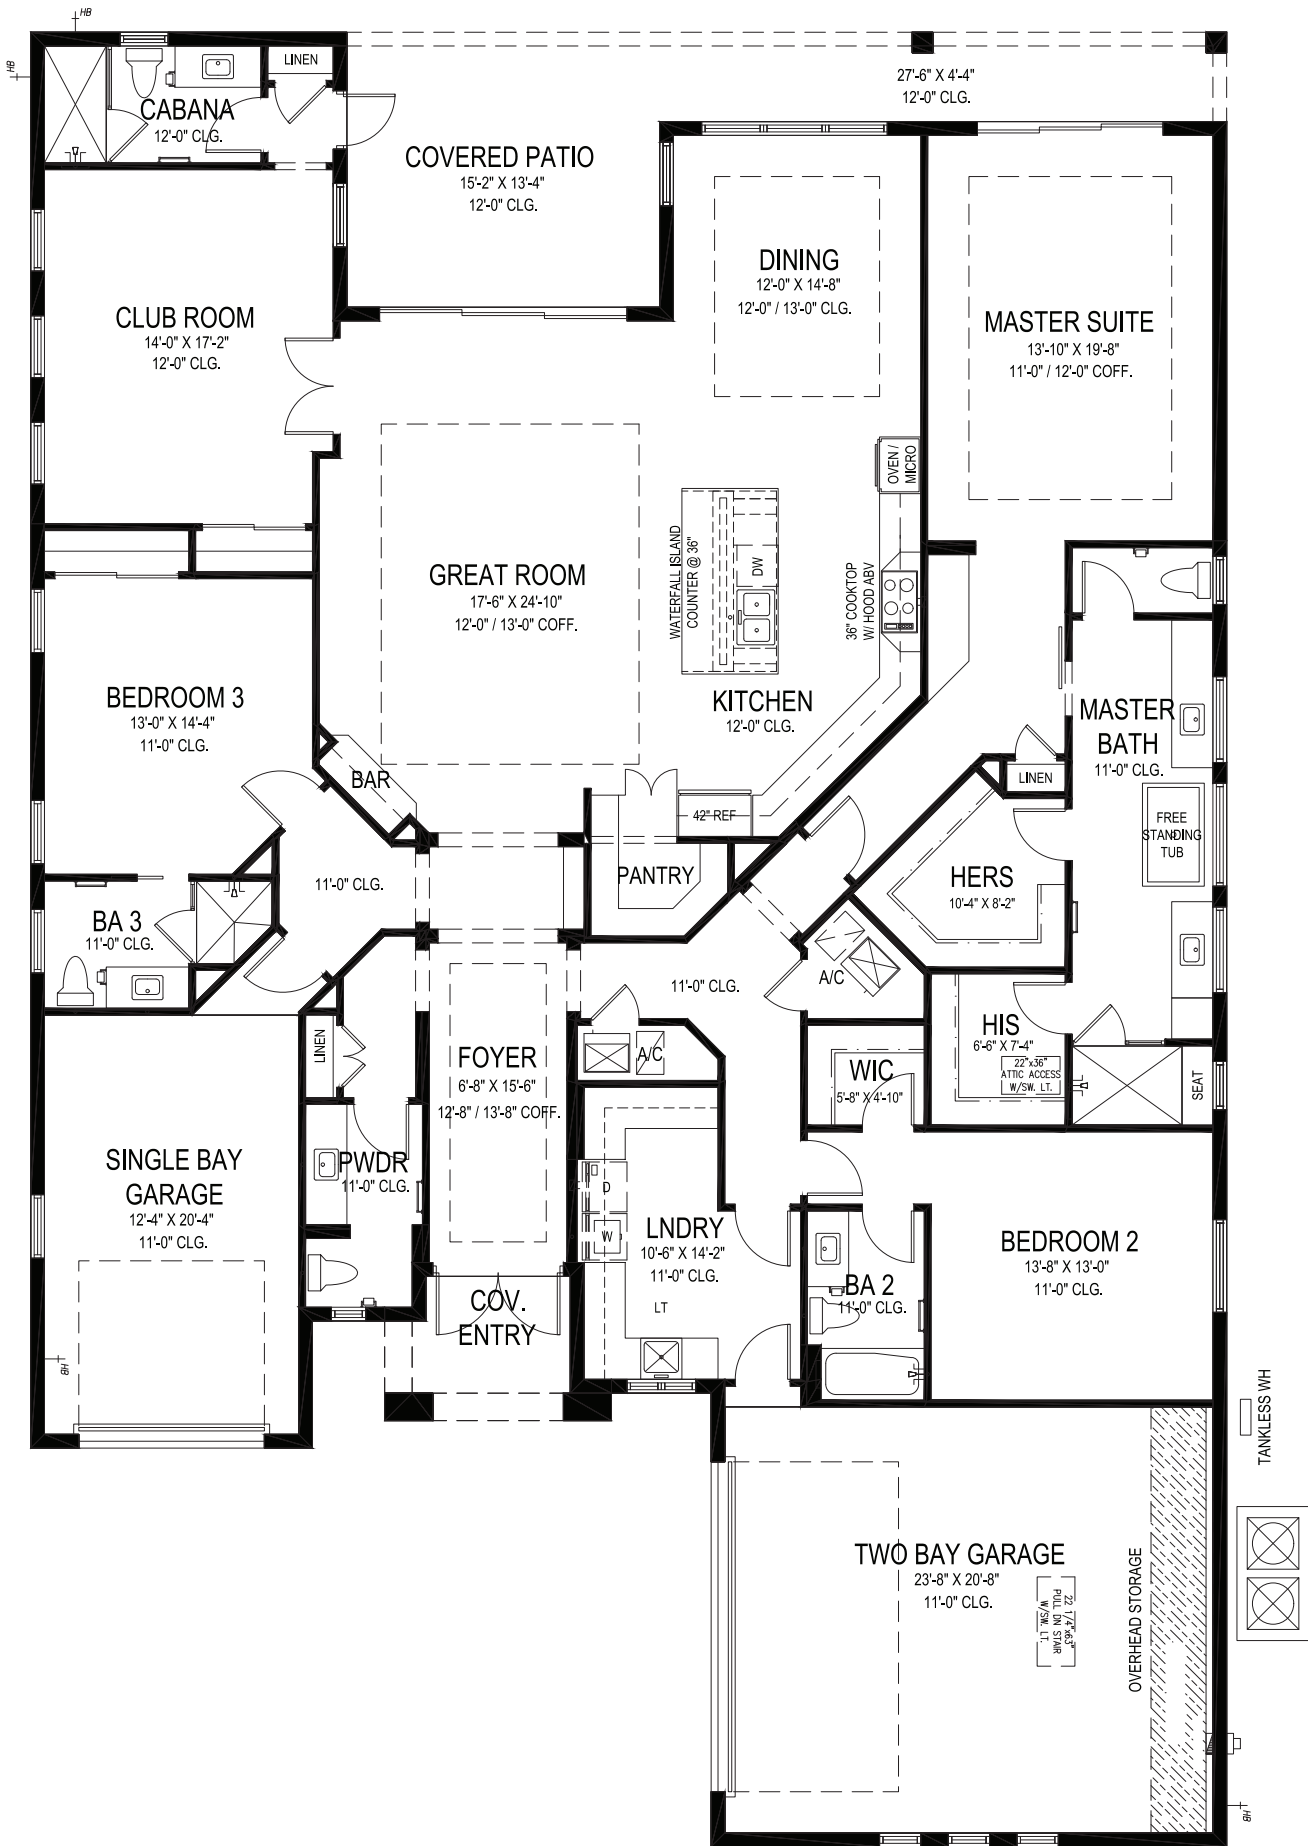 HB
HB
LINEN
CABANA
12'-0" CLG.
27'-6" X 4'-4"
12'-0" CLG.
COVERED PATIO
15'-2" X 13'-4"
12'-0" CLG.
DINING
12'-0" X 14'-8"
12'-0" / 13'-0" CLG.
CLUB ROOM
14'-0" X 17'-2"
12'-0" CLG.
MASTER SUITE
13'-10" X 19'-8"
11'-0" / 12'-0" COFF.
OVEN /
MICRO
WATERFALL ISLAND
COUNTER @ 36"
DW
36" COOKTOP
W/ HOOD ABV
GREAT ROOM
17'-6" X 24'-10"
12'-0" / 13'-0" COFF.
KITCHEN
12'-0" CLG.
BEDROOM 3
13'-0" X 14'-4"
11'-0" CLG.
MASTER
BATH
11'-0" CLG.
BAR
LINEN
42" REF
FREE
STANDING
TUB
PANTRY
HERS
10'-4" X 8'-2"
11'-0" CLG.
BA 3
11'-0" CLG.
A/C
11'-0" CLG.
HIS
6'-6" X 7'-4"
22"x36"
ATTIC ACCESS
W/SW. LT.
LINEN
FOYER
6'-8" X 15'-6"
12'-8" / 13'-8" COFF.
A/C
WIC
5'-8" X 4'-10"
SEAT
SINGLE BAY
GARAGE
12'-4" X 20'-4"
11'-0" CLG.
PWDR
11'-0" CLG.
D
W
LNDRY
10'-6" X 14'-2"
11'-0" CLG.
LT
BEDROOM 2
13'-8" X 13'-0"
11'-0" CLG.
BA 2
11'-0" CLG.
COV.
ENTRY
HB
TANKLESS WH
TWO BAY GARAGE
23'-8" X 20'-8"
11'-0" CLG.
22 1/4"x63"
PULL DN STAIR
W/SW. LT.
OVERHEAD STORAGE
HB